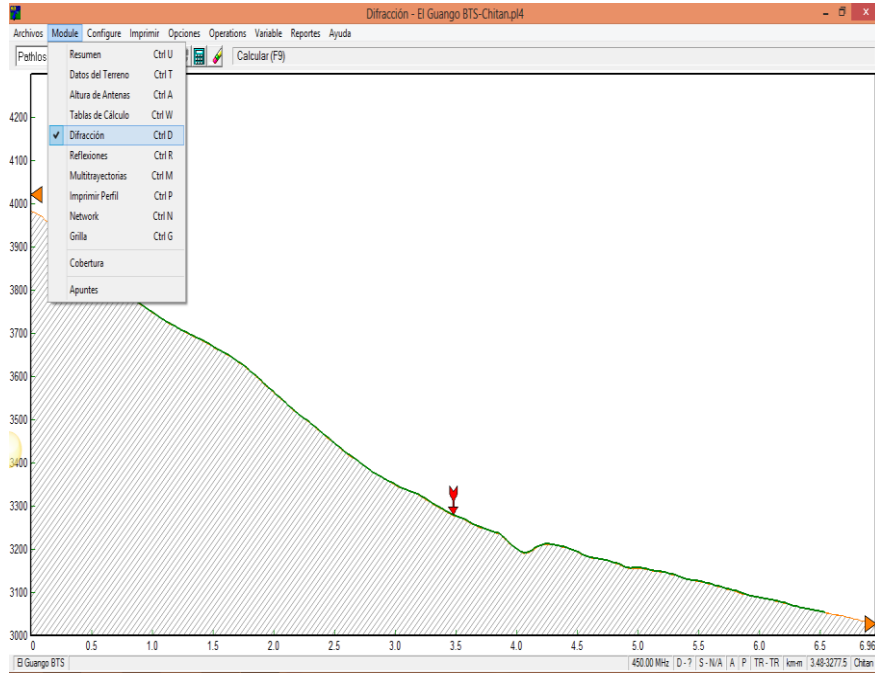 Difracción - El Guango BTS-Chitan.pl4
Archivos Module Configure Imprimir Opciones Operations Variable Reportes Ayuda
Calcular (F9)
Resumen Ctrl U
Datos del Terreno Ctrl T
Altura de Antenas Ctrl A
Tablas de Cálculo Ctrl W
Difracción Ctrl D
Reflexiones Ctrl R
Multitrayectorias Ctrl M
Imprimir Perfil Ctrl P
Network Ctrl N
Grilla Ctrl G
Cobertura
Apuntes
4200
4100
4000
3900
3800
3700
3600
3500
3400
3300
3200
3100
3000
0 0.5 1.0 1.5 2.0 2.5 3.0 3.5 4.0 4.5 5.0 5.5 6.0 6.5 6.96
El Guango BTS 450.00 MHz D - ? S - N/A A P TR - TR km-m 3.48-3277.5 Chitan